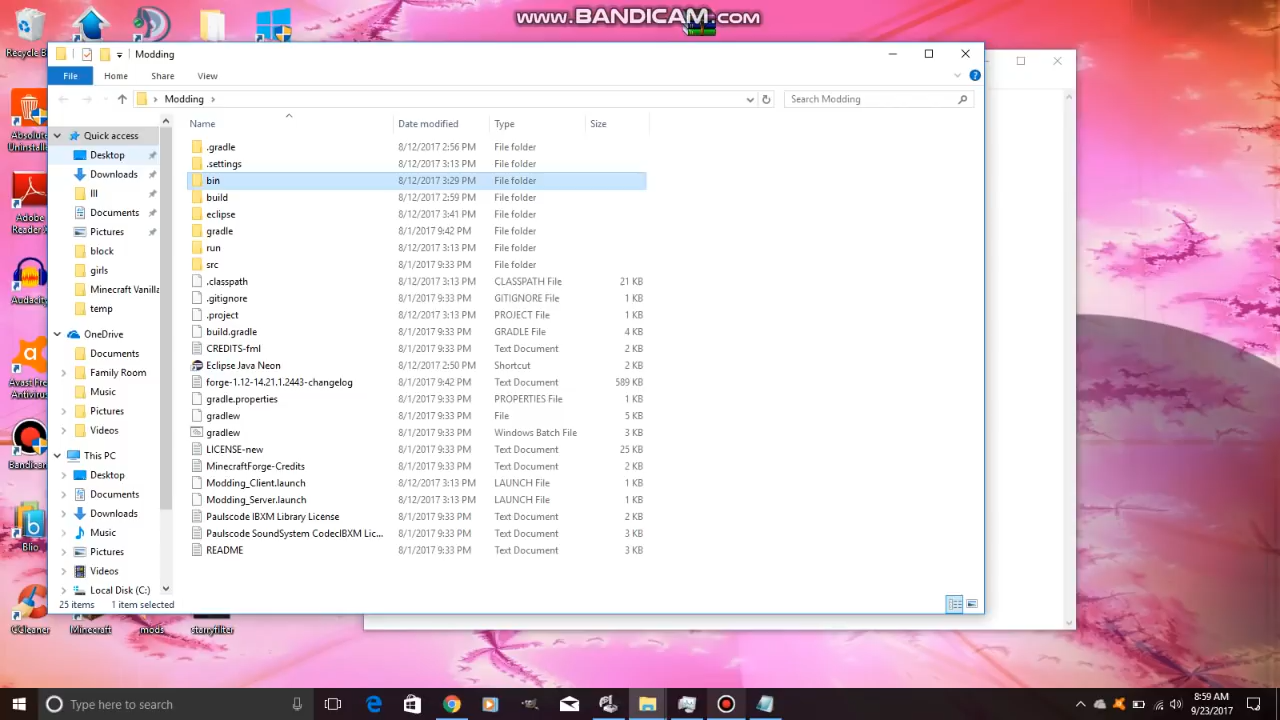 www.BANDICAM.com
Recycle B
Modding
File
Home
Share
View
Modding
Search Modding
Name
Date modified
Type
Size
Quick access
Desktop
Downloads
lll
Documents
Pictures
block
girls
Minecraft Vanilla
temp
OneDrive
Documents
Family Room
Music
Pictures
Videos
This PC
Desktop
Documents
Downloads
Music
Pictures
Videos
Local Disk (C:)
.gradle 8/12/2017 2:56 PM File folder
.settings 8/12/2017 3:13 PM File folder
bin 8/12/2017 3:29 PM File folder
build 8/12/2017 2:59 PM File folder
eclipse 8/12/2017 3:41 PM File folder
gradle 8/1/2017 9:42 PM File folder
run 8/12/2017 3:13 PM File folder
src 8/1/2017 9:33 PM File folder
.classpath 8/12/2017 3:13 PM CLASSPATH File 21 KB
.gitignore 8/1/2017 9:33 PM GITIGNORE File 1 KB
.project 8/12/2017 3:13 PM PROJECT File 1 KB
build.gradle 8/1/2017 9:33 PM GRADLE File 4 KB
CREDITS-fml 8/1/2017 9:33 PM Text Document 2 KB
Eclipse Java Neon 8/12/2017 2:50 PM Shortcut 2 KB
forge-1.12-14.21.1.2443-changelog 8/1/2017 9:42 PM Text Document 589 KB
gradle.properties 8/1/2017 9:33 PM PROPERTIES File 1 KB
gradlew 8/1/2017 9:33 PM File 5 KB
gradlew 8/1/2017 9:33 PM Windows Batch File 3 KB
LICENSE-new 8/1/2017 9:33 PM Text Document 25 KB
MinecraftForge-Credits 8/1/2017 9:33 PM Text Document 2 KB
Modding_Client.launch 8/12/2017 3:13 PM LAUNCH File 1 KB
Modding_Server.launch 8/12/2017 3:13 PM LAUNCH File 1 KB
Paulscode IBXM Library License 8/1/2017 9:33 PM Text Document 2 KB
Paulscode SoundSystem CodecIBXM Lic... 8/1/2017 9:33 PM Text Document 3 KB
README 8/1/2017 9:33 PM Text Document 3 KB
25 items 1 item selected
Absolute
Uninstalle
Adobe
Reader X
Audacity
Avast Fre
Antivirus
Bandicam
Blio
CCleaner
Minecraft
mods
starryfilter
Type here to search
8:59 AM
9/23/2017